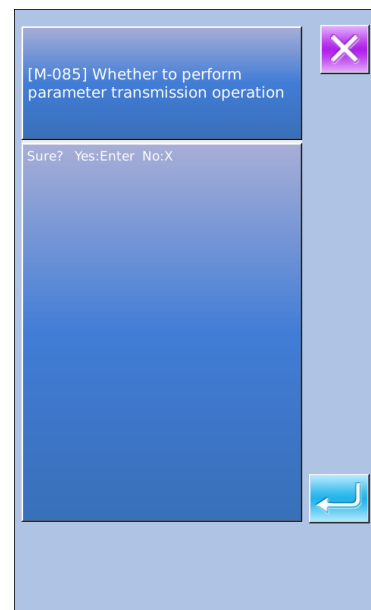 [M-085] Whether to perform
parameter transmission operation
Sure? Yes:Enter No:X